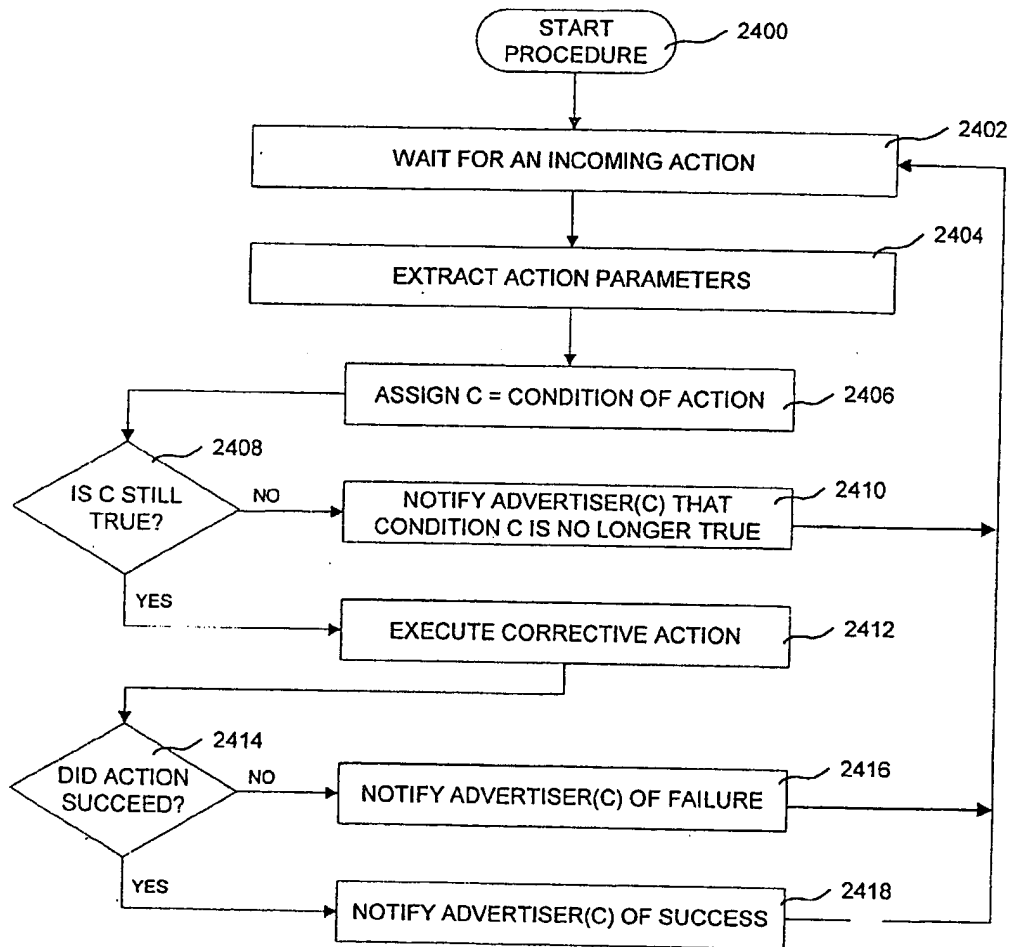 START
PROCEDURE
2400
2402
WAIT FOR AN INCOMING ACTION
2404
EXTRACT ACTION PARAMETERS
ASSIGN C = CONDITION OF ACTION
2406
2408
IS C STILL
TRUE?
NO
NOTIFY ADVERTISER(C) THAT
CONDITION C IS NO LONGER TRUE
2410
YES
EXECUTE CORRECTIVE ACTION
2412
2414
DID ACTION
SUCCEED?
NO
NOTIFY ADVERTISER(C) OF FAILURE
2416
YES
NOTIFY ADVERTISER(C) OF SUCCESS
2418